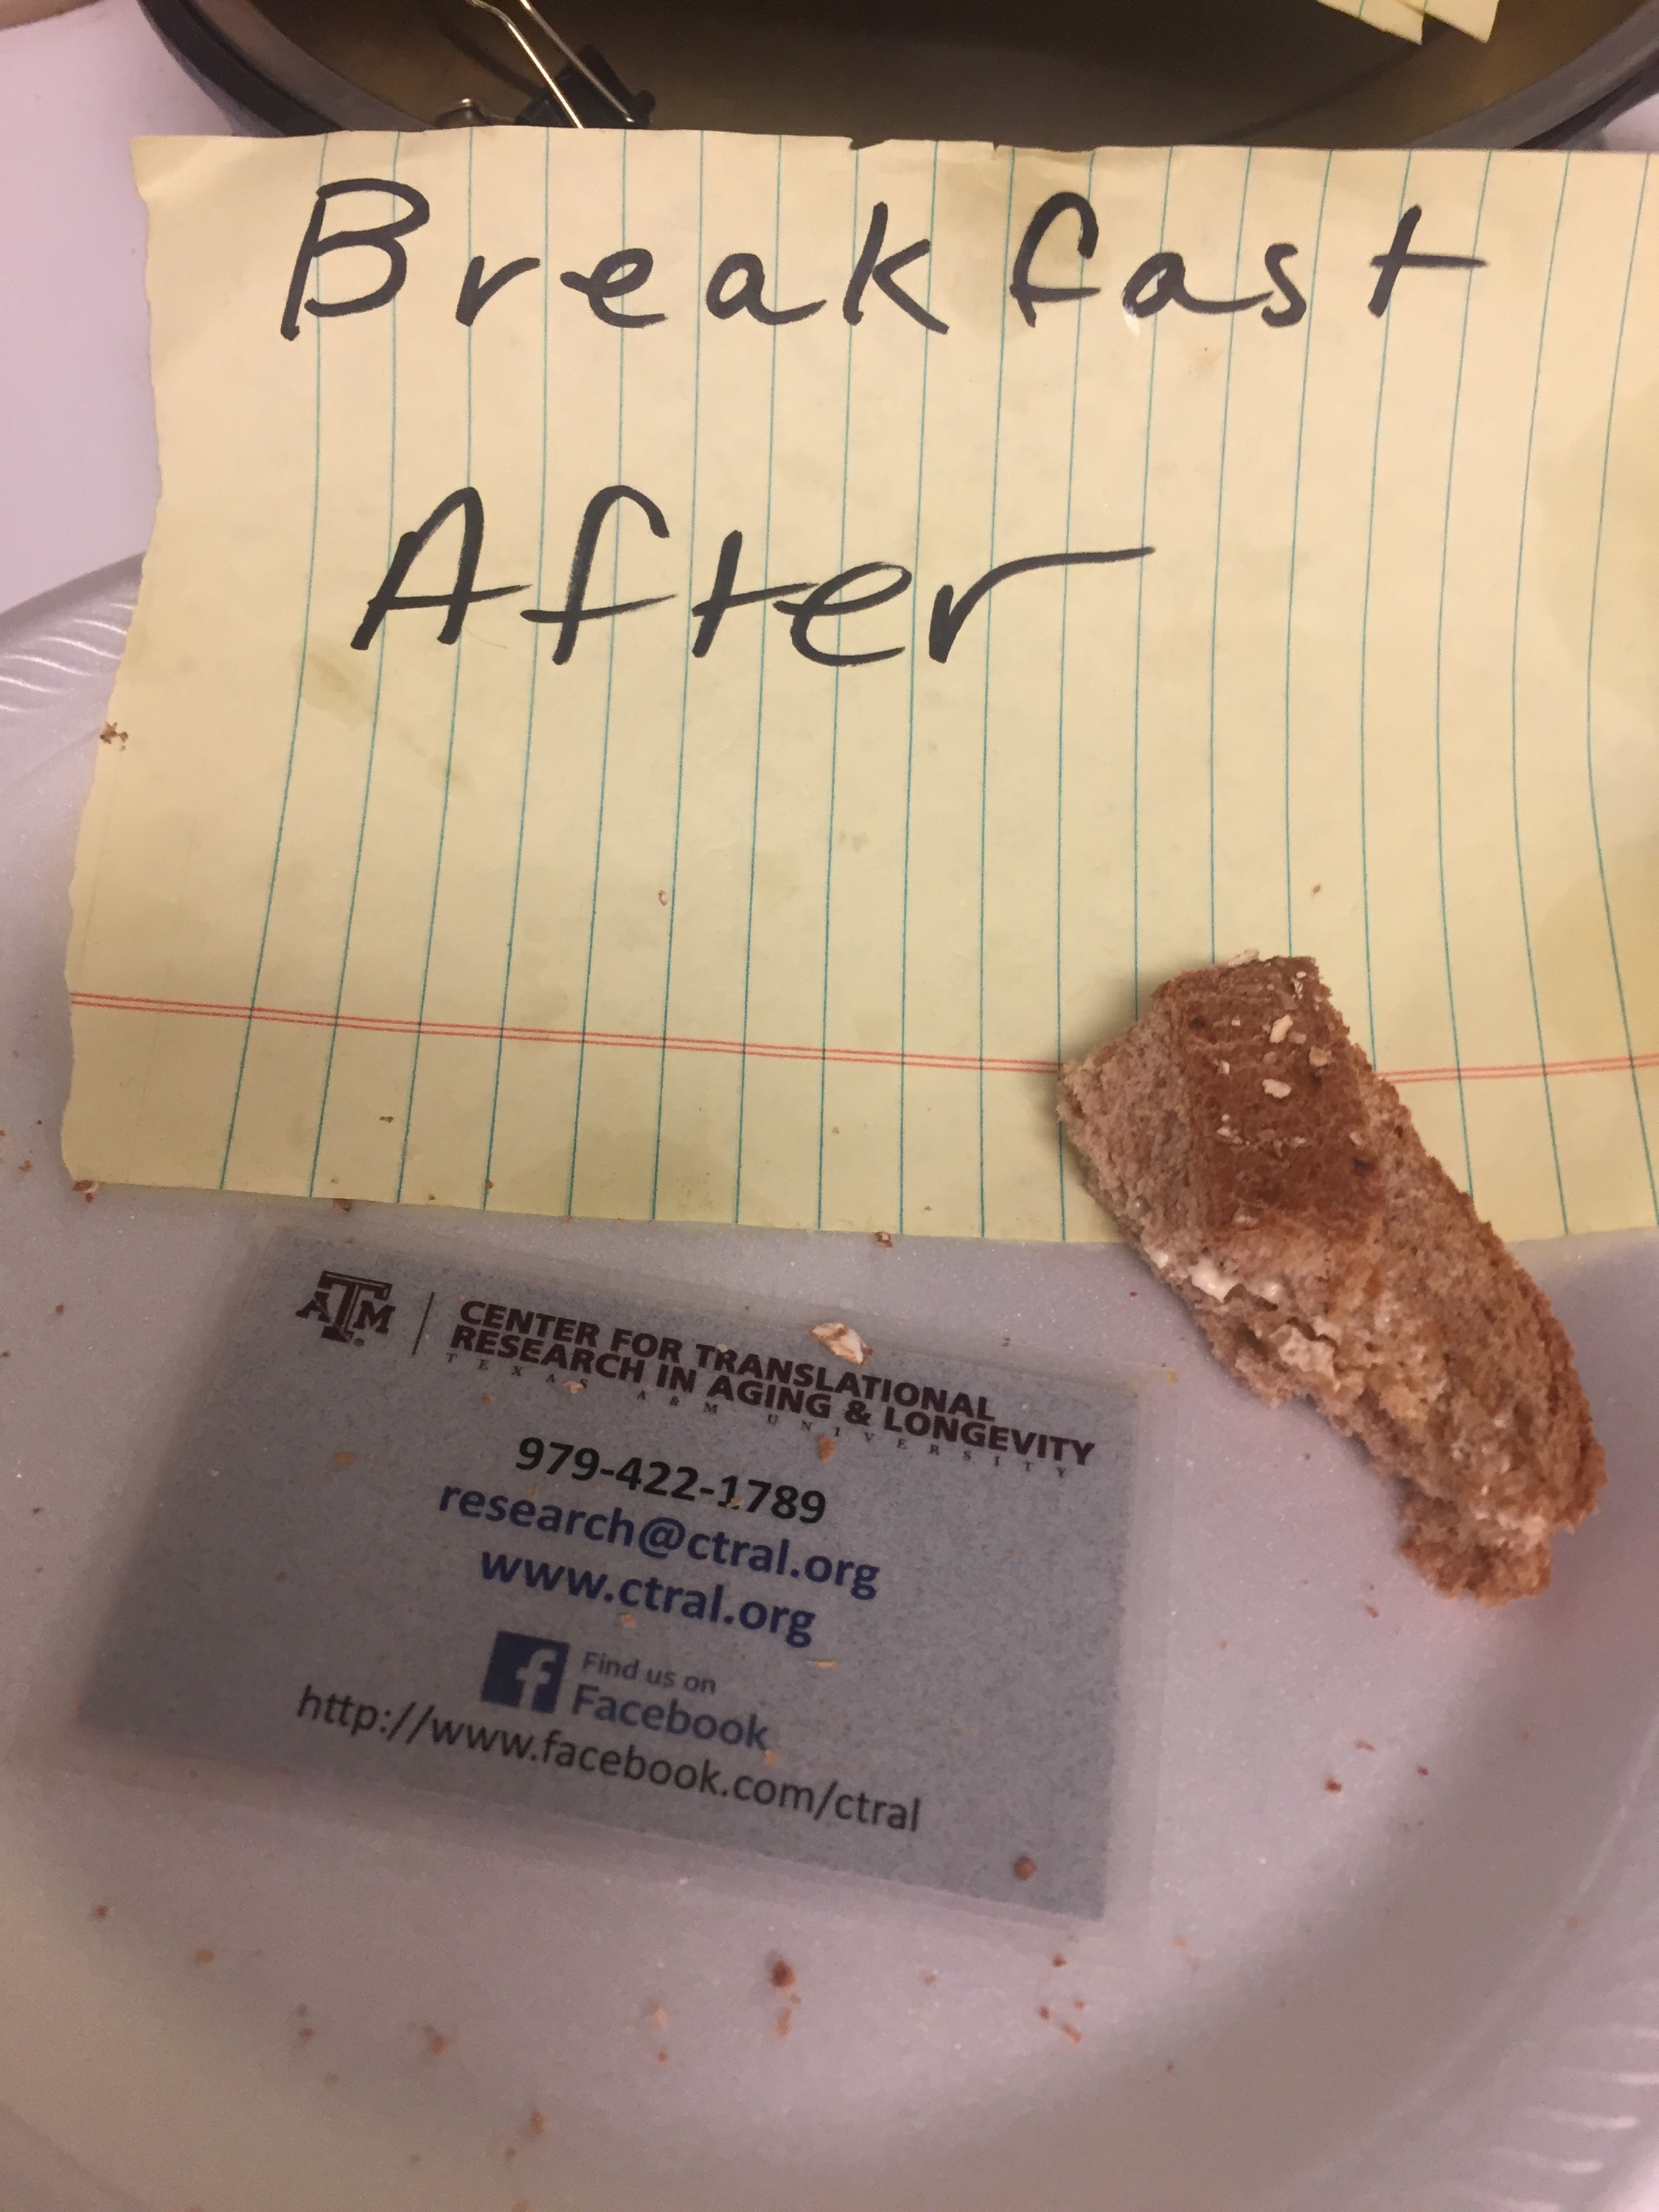 Breakfast
After
ATM
CENTER FOR TRANSLATIONAL
RESEARCH IN AGING & LONGEVITY
TEXAS A&M UNIVERSITY
979-422-1789
research@ctral.org
www.ctral.org
Find us on
Facebook
http://www.facebook.com/ctral